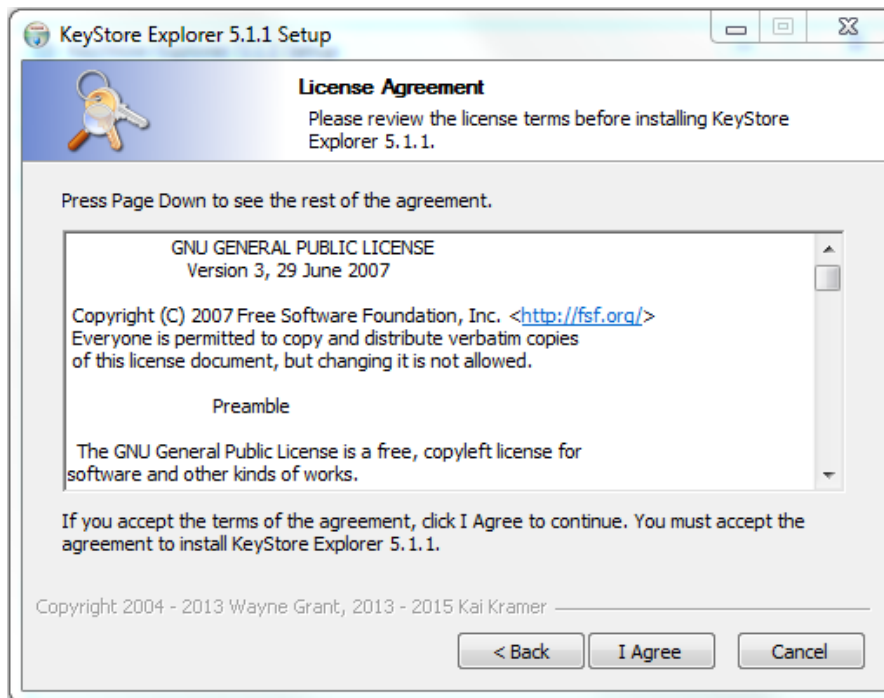 KeyStore Explorer 5.1.1 Setup
License Agreement
Please review the license terms before installing KeyStore
Explorer 5.1.1.
Press Page Down to see the rest of the agreement.
GNU GENERAL PUBLIC LICENSE
Version 3, 29 June 2007
Copyright (C) 2007 Free Software Foundation, Inc. <http://fsf.org/>
Everyone is permitted to copy and distribute verbatim copies
of this license document, but changing it is not allowed.
Preamble
The GNU General Public License is a free, copyleft license for
software and other kinds of works.
If you accept the terms of the agreement, click I Agree to continue. You must accept the
agreement to install KeyStore Explorer 5.1.1.
Copyright 2004 - 2013 Wayne Grant, 2013 - 2015 Kai Kramer
< Back I Agree Cancel